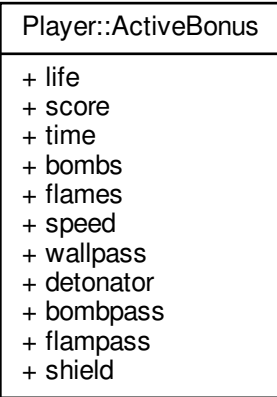 Player::ActiveBonus
+ life
+ score
+ time
+ bombs
+ flames
+ speed
+ wallpass
+ detonator
+ bombpass
+ flampass
+ shield